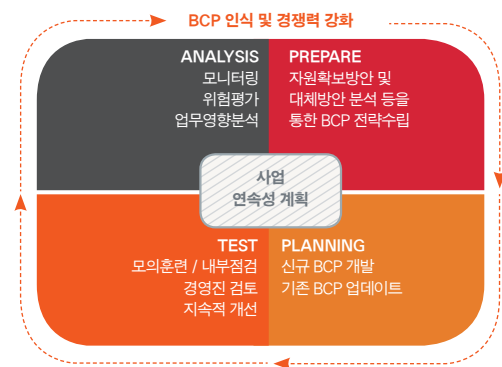 BCP 인식 및 경쟁력 강화
ANALYSIS
모니터링
위험평가
업무영향분석
PREPARE
자원확보방안 및
대체방안 분석 등을
통한 BCP 전략수립
사업
연속성 계획
TEST
모의훈련 / 내부점검
경영진 검토
지속적 개선
PLANNING
신규 BCP 개발
기존 BCP 업데이트